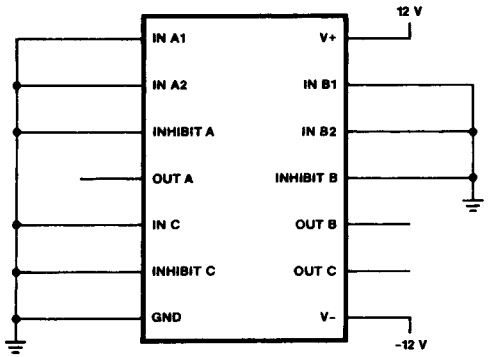 12 V
IN A1
V+
IN A2
IN B1
INHIBIT A
IN B2
OUT A
INHIBIT B
IN C
OUT B
INHIBIT C
OUT C
GND
V-
-12 V